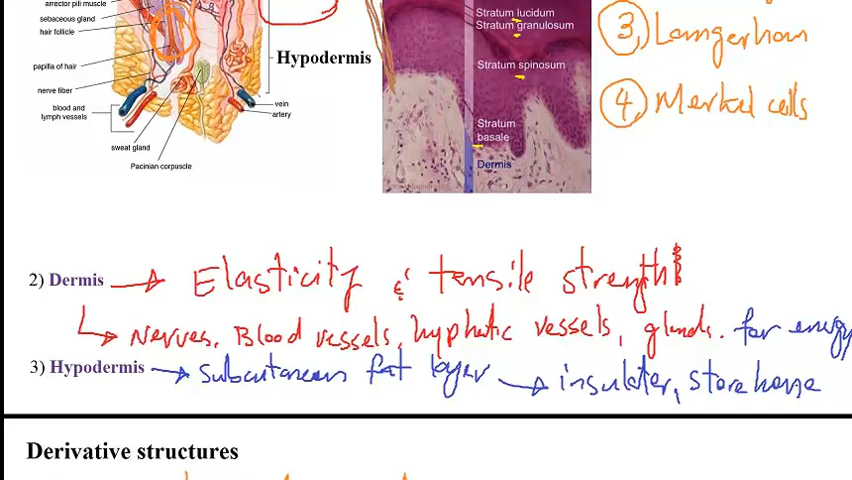 arrector pili muscle
sebaceous gland
hair follicle
papilla of hair
nerve fiber
blood and
lymph vessels
sweat gland
Pacinian corpuscle
vein
artery
Hypodermis
Stratum lucidum
Stratum granulosum
Stratum spinosum
Stratum
basale
Dermis
3) Langerhan
4) Merkel cells
2) Dermis → Elasticity & tensile strength
↳ Nerves, Blood vessels, lyphatic vessels, glands. for energy
3) Hypodermis → subcutaneous fat layer → insulater, storehouse
Derivative structures